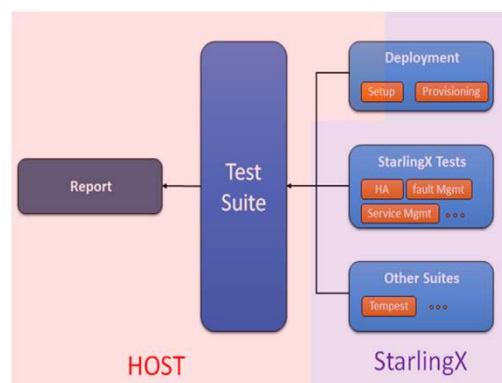 Deployment
Setup Provisioning
StarlingX Tests
HA fault Mgmt
Service Mgmt
Other Suites
Tempest
Test
Suite
Report
HOST
StarlingX